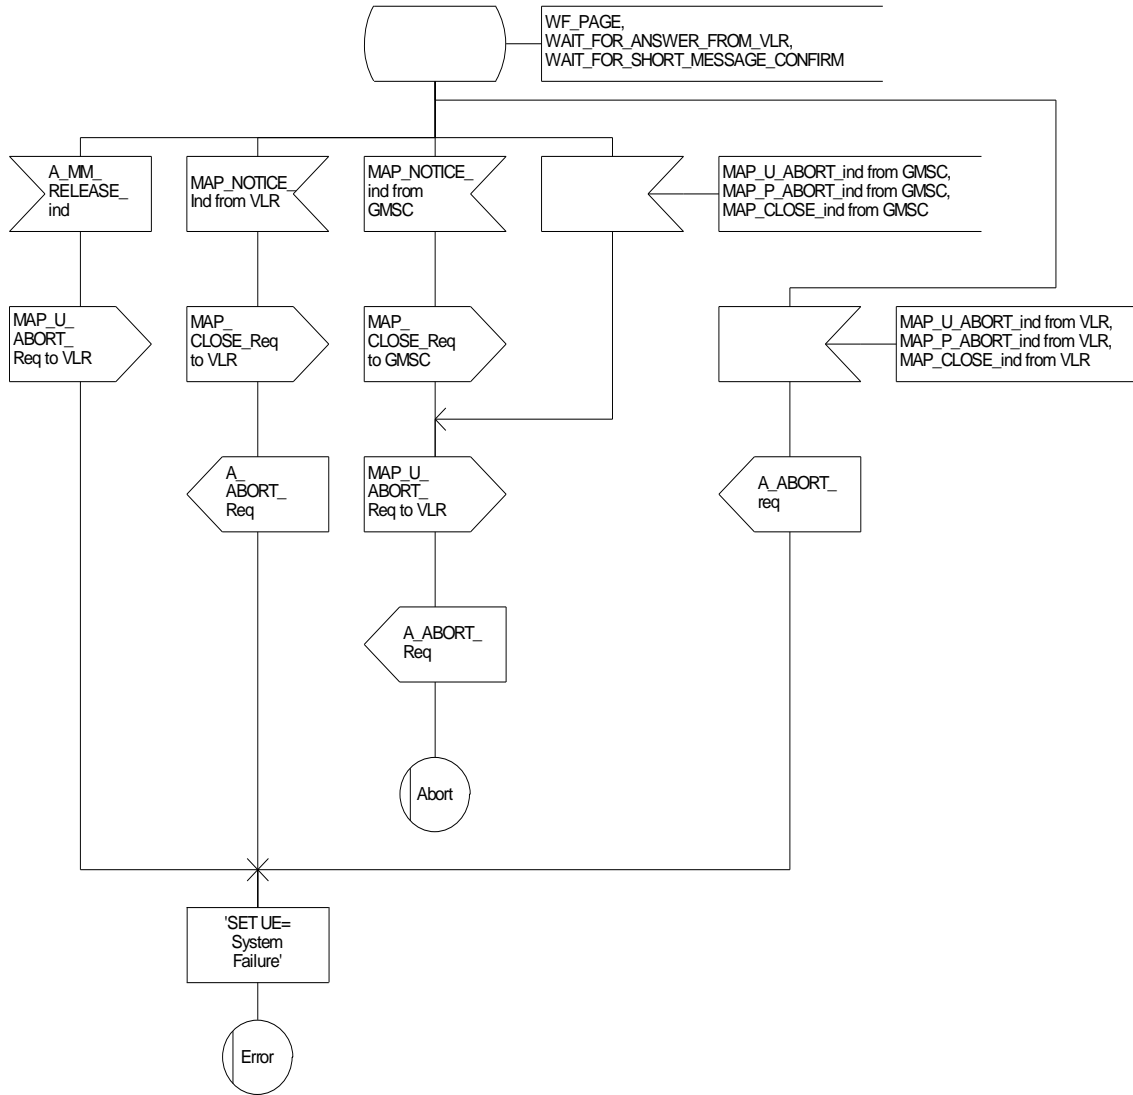 WF_PAGE,
WAIT_FOR_ANSWER_FROM_VLR,
WAIT_FOR_SHORT_MESSAGE_CONFIRM
A_MM_
RELEASE_
ind
MAP_NOTICE_
Ind from VLR
MAP_NOTICE_
ind from
GMSC
MAP_U_ABORT_ind from GMSC,
MAP_P_ABORT_ind from GMSC,
MAP_CLOSE_ind from GMSC
MAP_U_
ABORT_
Req to VLR
MAP_
CLOSE_Req
to VLR
MAP_
CLOSE_Req
to GMSC
MAP_U_ABORT_ind from VLR,
MAP_P_ABORT_ind from VLR,
MAP_CLOSE_ind from VLR
A_
ABORT_
Req
MAP_U_
ABORT_
Req to VLR
A_ABORT_
req
A_ABORT_
Req
Abort
'SET UE=
System
Failure'
Error